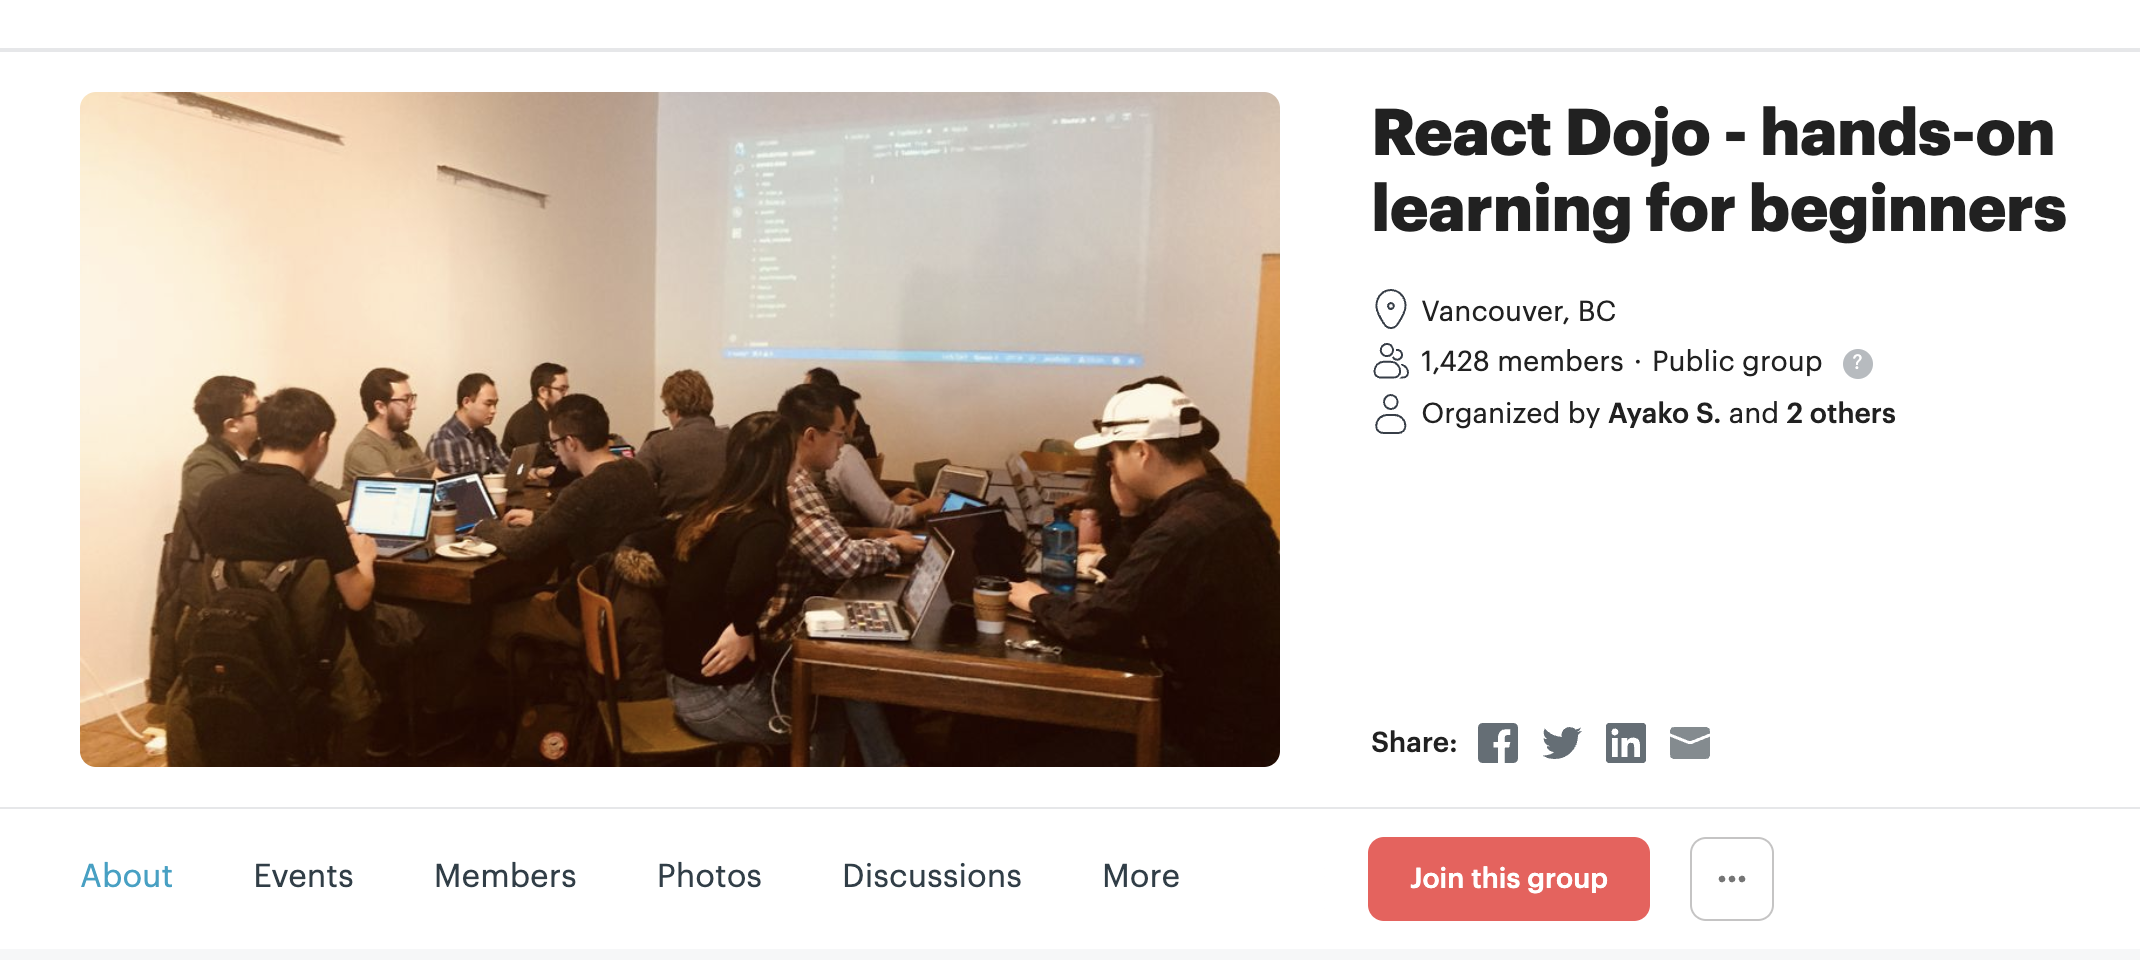 React Dojo - hands-on
learning for beginners
Vancouver, BC
1,428 members · Public group ?
Organized by Ayako S. and 2 others
Share:
About Events Members Photos Discussions More Join this group